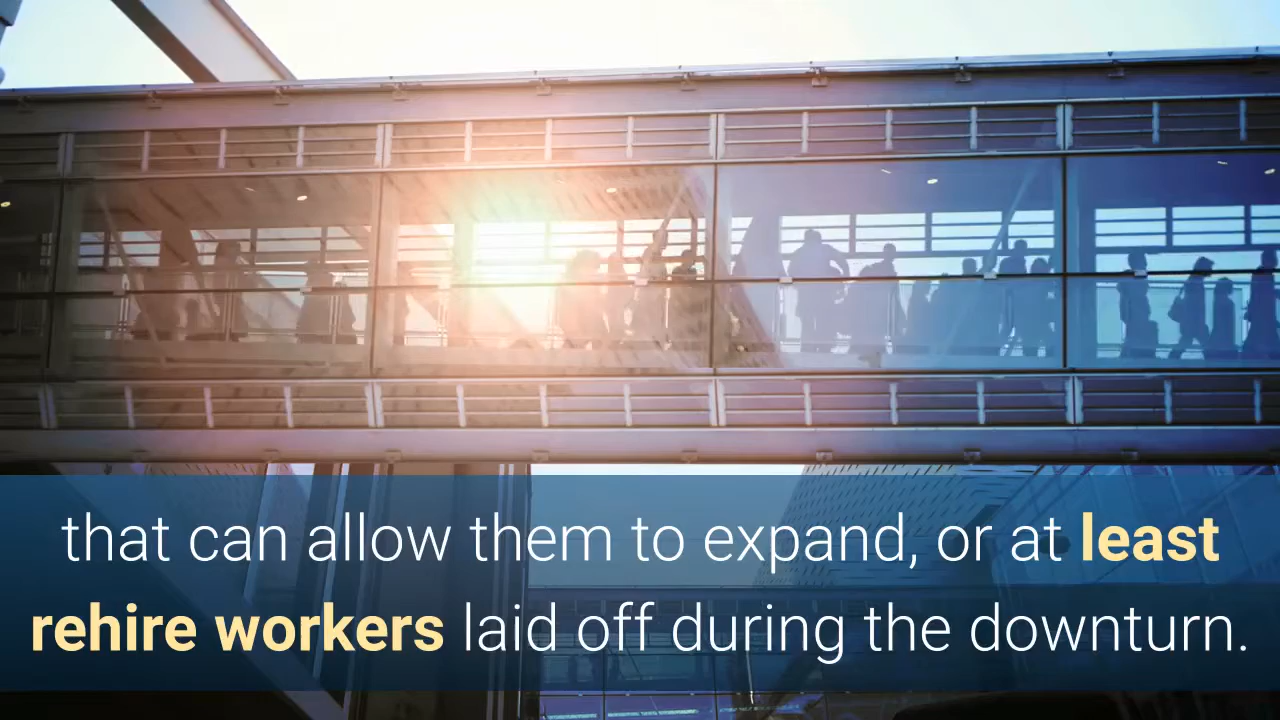 that can allow them to expand, or at least
rehire workers laid off during the downturn.